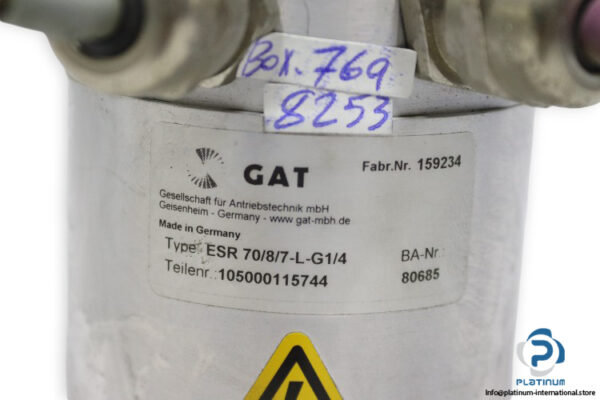 Box.769
8253
GAT
Fabr.Nr. 159234
Gesellschaft für Antriebstechnik mbH
Geisenheim - Germany - www.gat-mbh.de
Made in Germany
Type: ESR 70/8/7-L-G1/4
BA-Nr.:
Teilenr.:105000115744
80685
PLATINUM
info@platinum-international.store